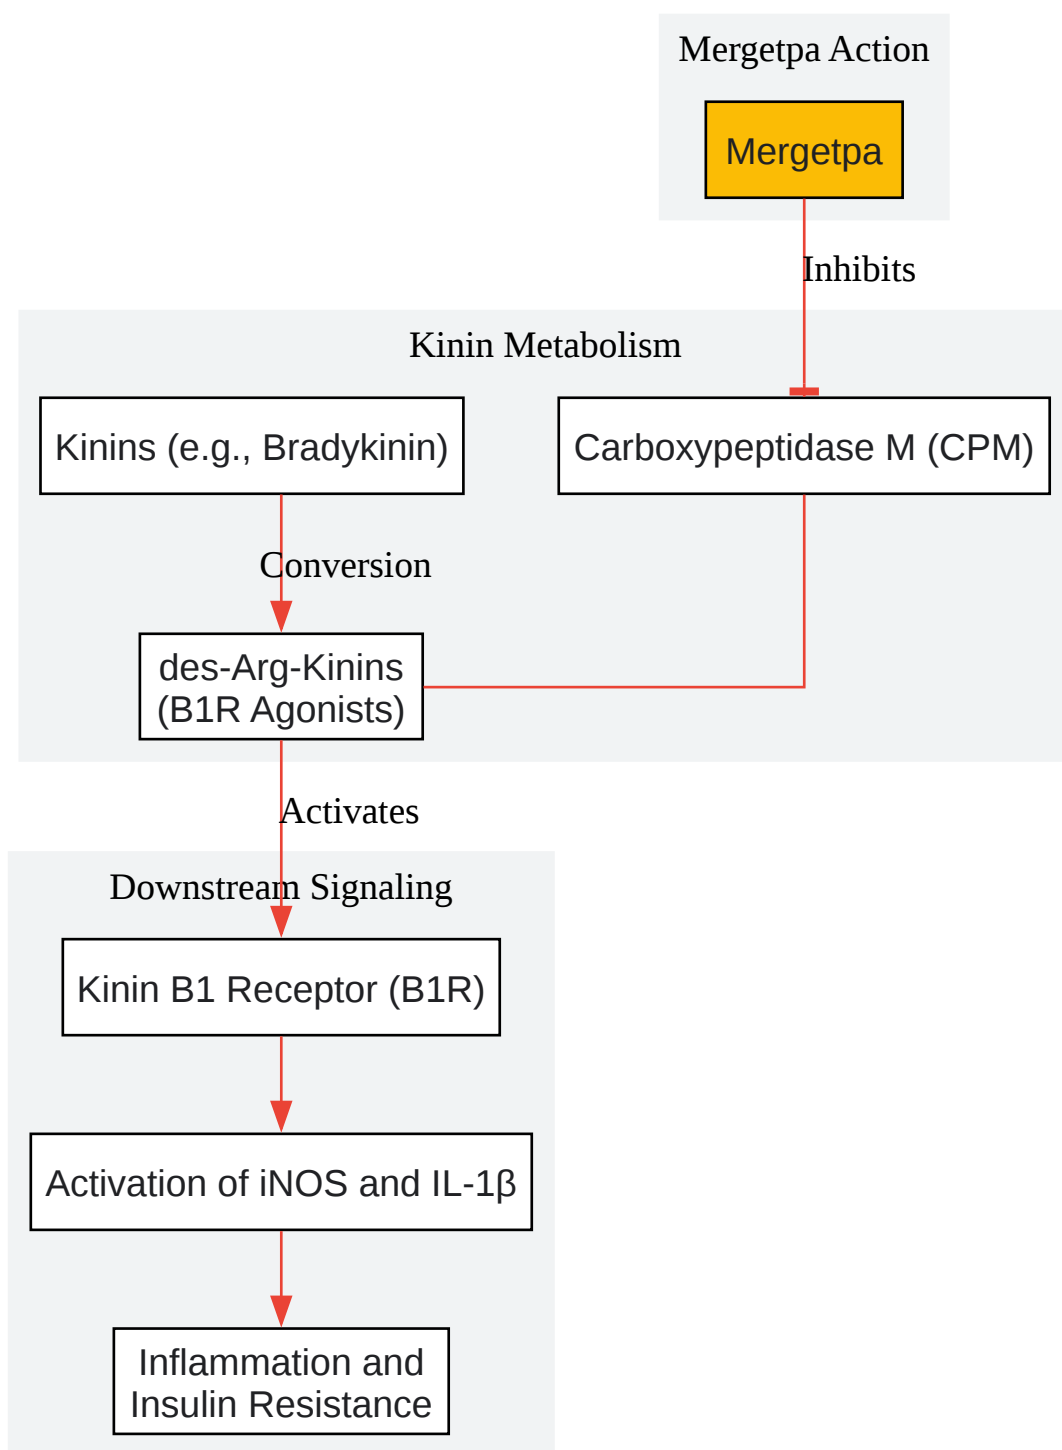 Mergetpa Action
Mergetpa
Inhibits
Kinin Metabolism
Kinins (e.g., Bradykinin)
Carboxypeptidase M (CPM)
Conversion
des-Arg-Kinins
(B1R Agonists)
Activates
Downstream Signaling
Kinin B1 Receptor (B1R)
Activation of iNOS and IL-1β
Inflammation and
Insulin Resistance